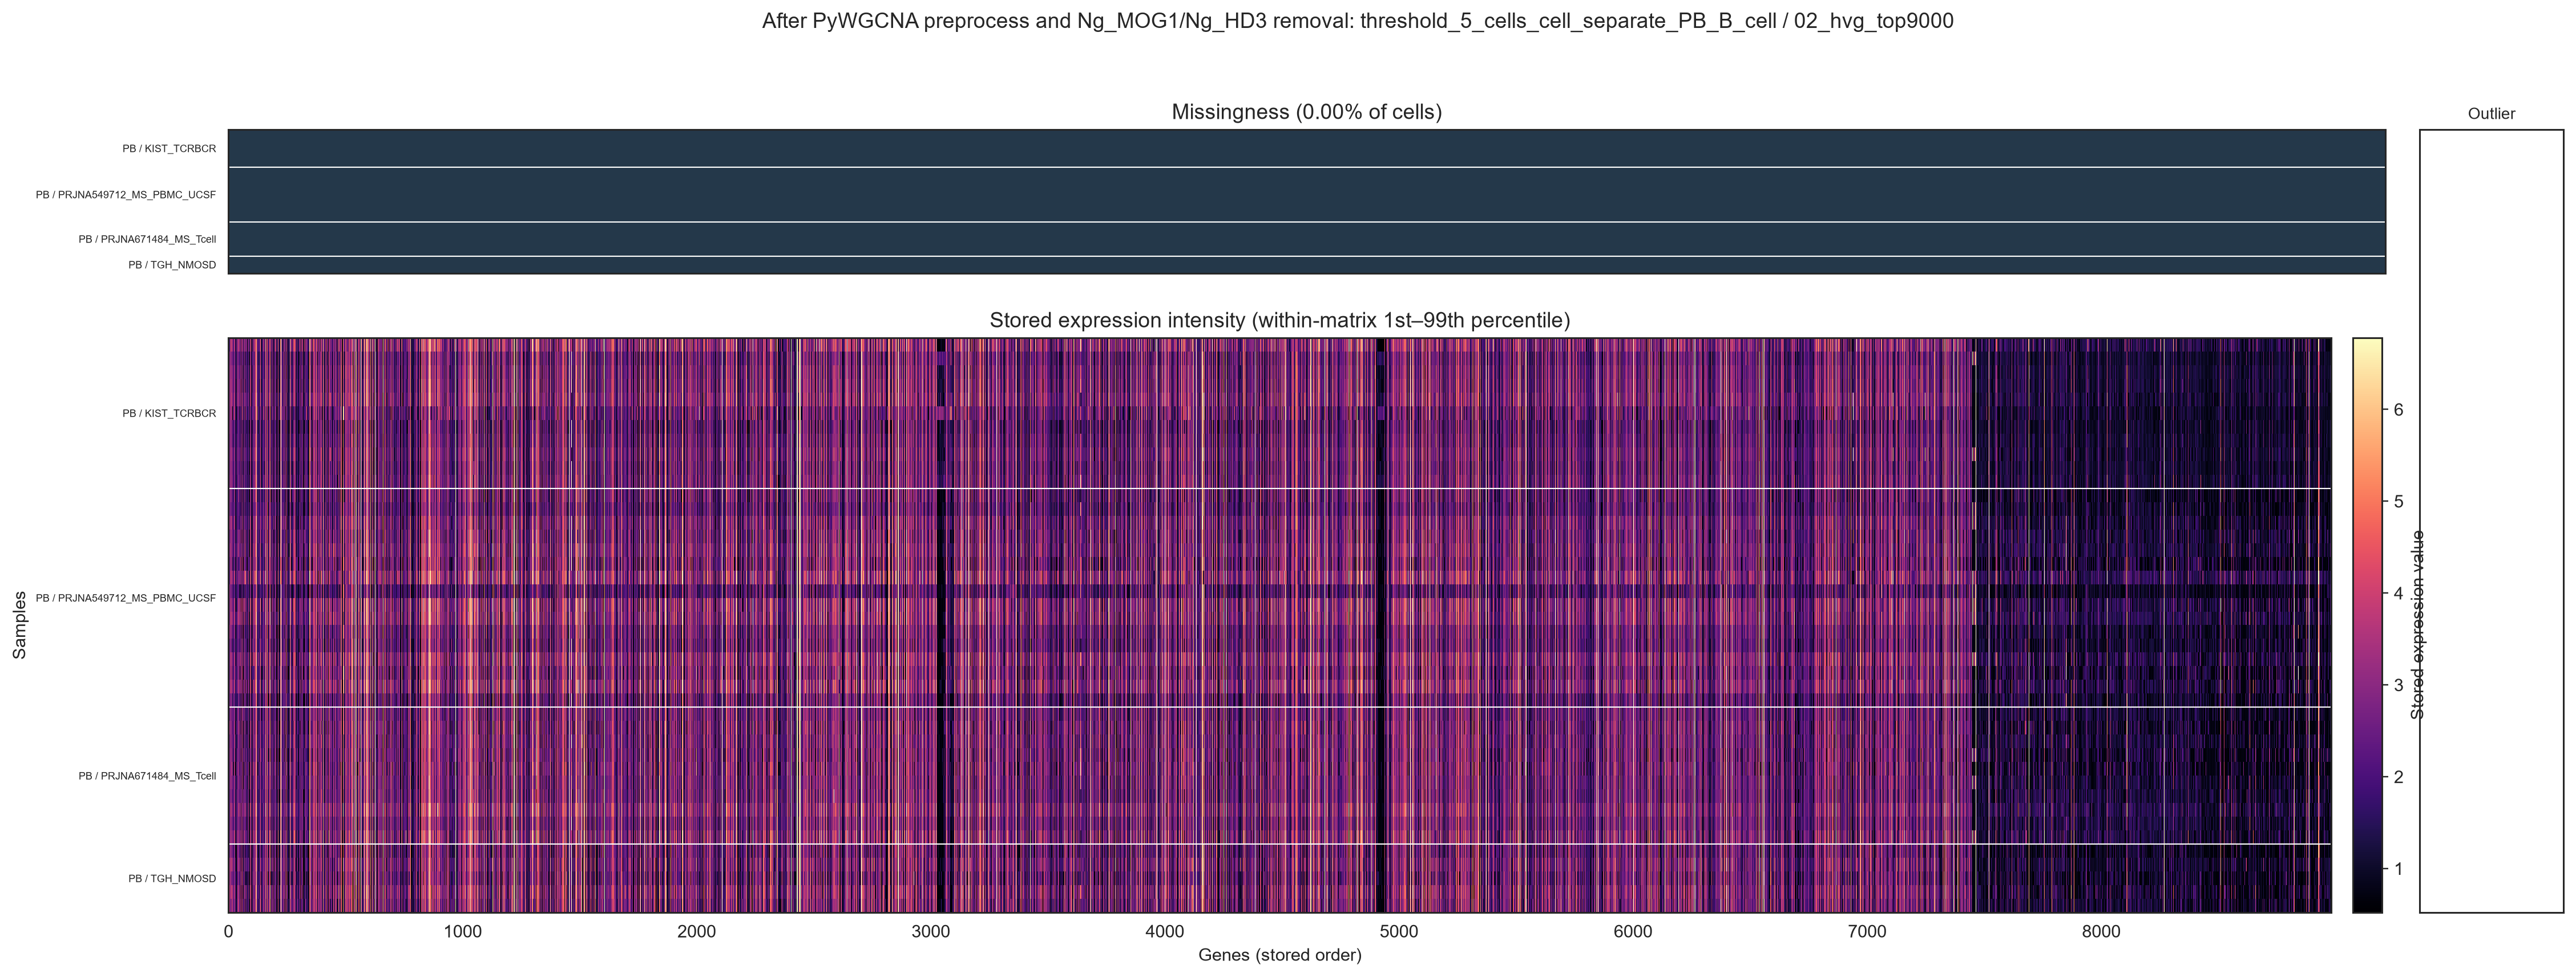 After PyWGCNA preprocess and Ng_MOG1/Ng_HD3 removal: threshold_5_cells_cell_separate_PB_B_cell / 02_hvg_top9000
Missingness (0.00% of cells)
Outlier
PB / KIST_TCRBCR
PB / PRJNA549712_MS_PBMC_UCSF
PB / PRJNA671484_MS_Tcell
PB / TGH_NMOSD
Stored expression intensity (within-matrix 1st–99th percentile)
Samples
PB / KIST_TCRBCR
PB / PRJNA549712_MS_PBMC_UCSF
PB / PRJNA671484_MS_Tcell
PB / TGH_NMOSD
6
5
4
3
2
1
Stored expression value
0 1000 2000 3000 4000 5000 6000 7000 8000
Genes (stored order)